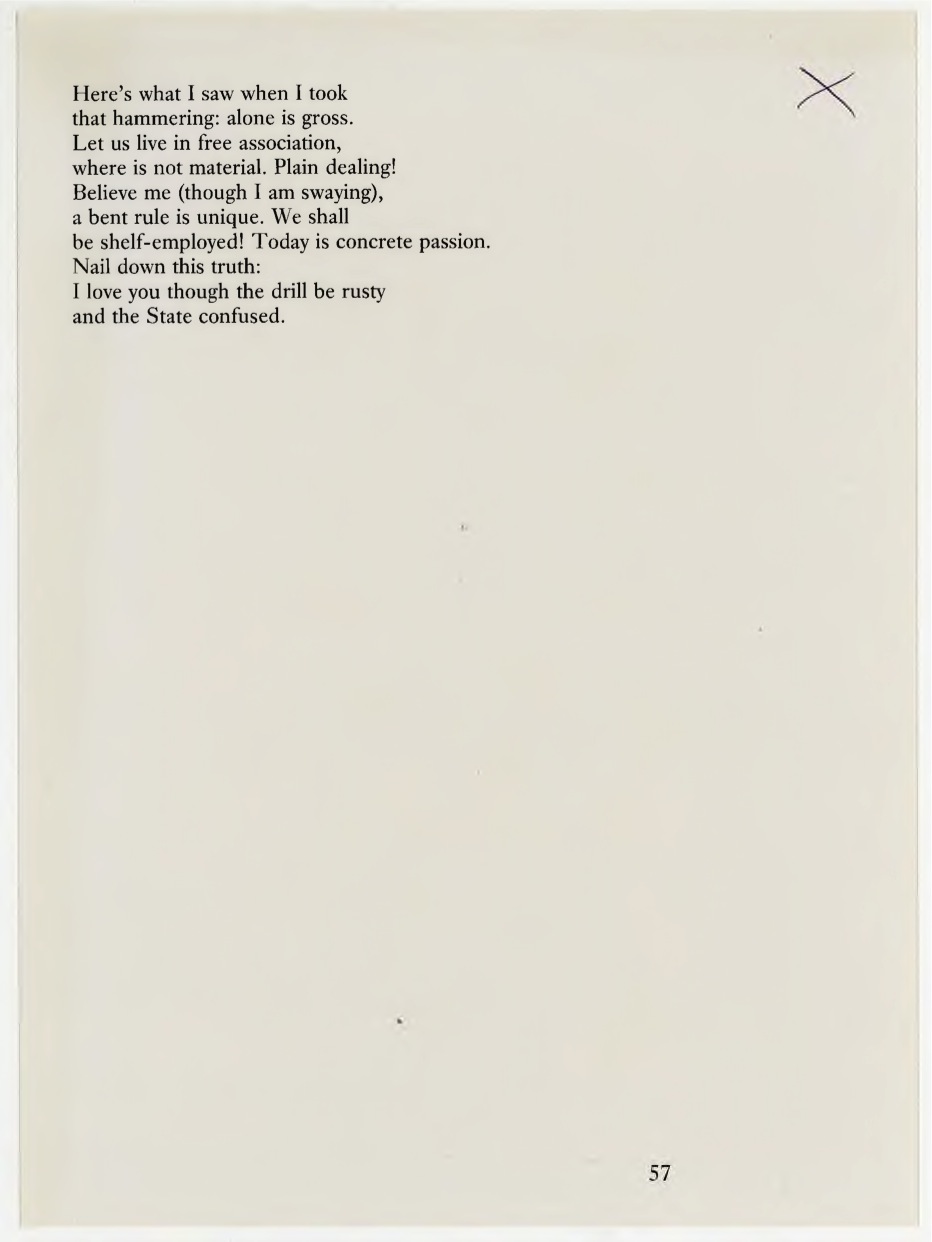 Here's what I saw when I took
that hammering: alone is gross.
Let us live in free association,
where is not material. Plain dealing!
Believe me (though I am swaying),
a bent rule is unique. We shall
be shelf-employed! Today is concrete passion.
Nail down this truth:
I love you though the drill be rusty
and the State confused.
57